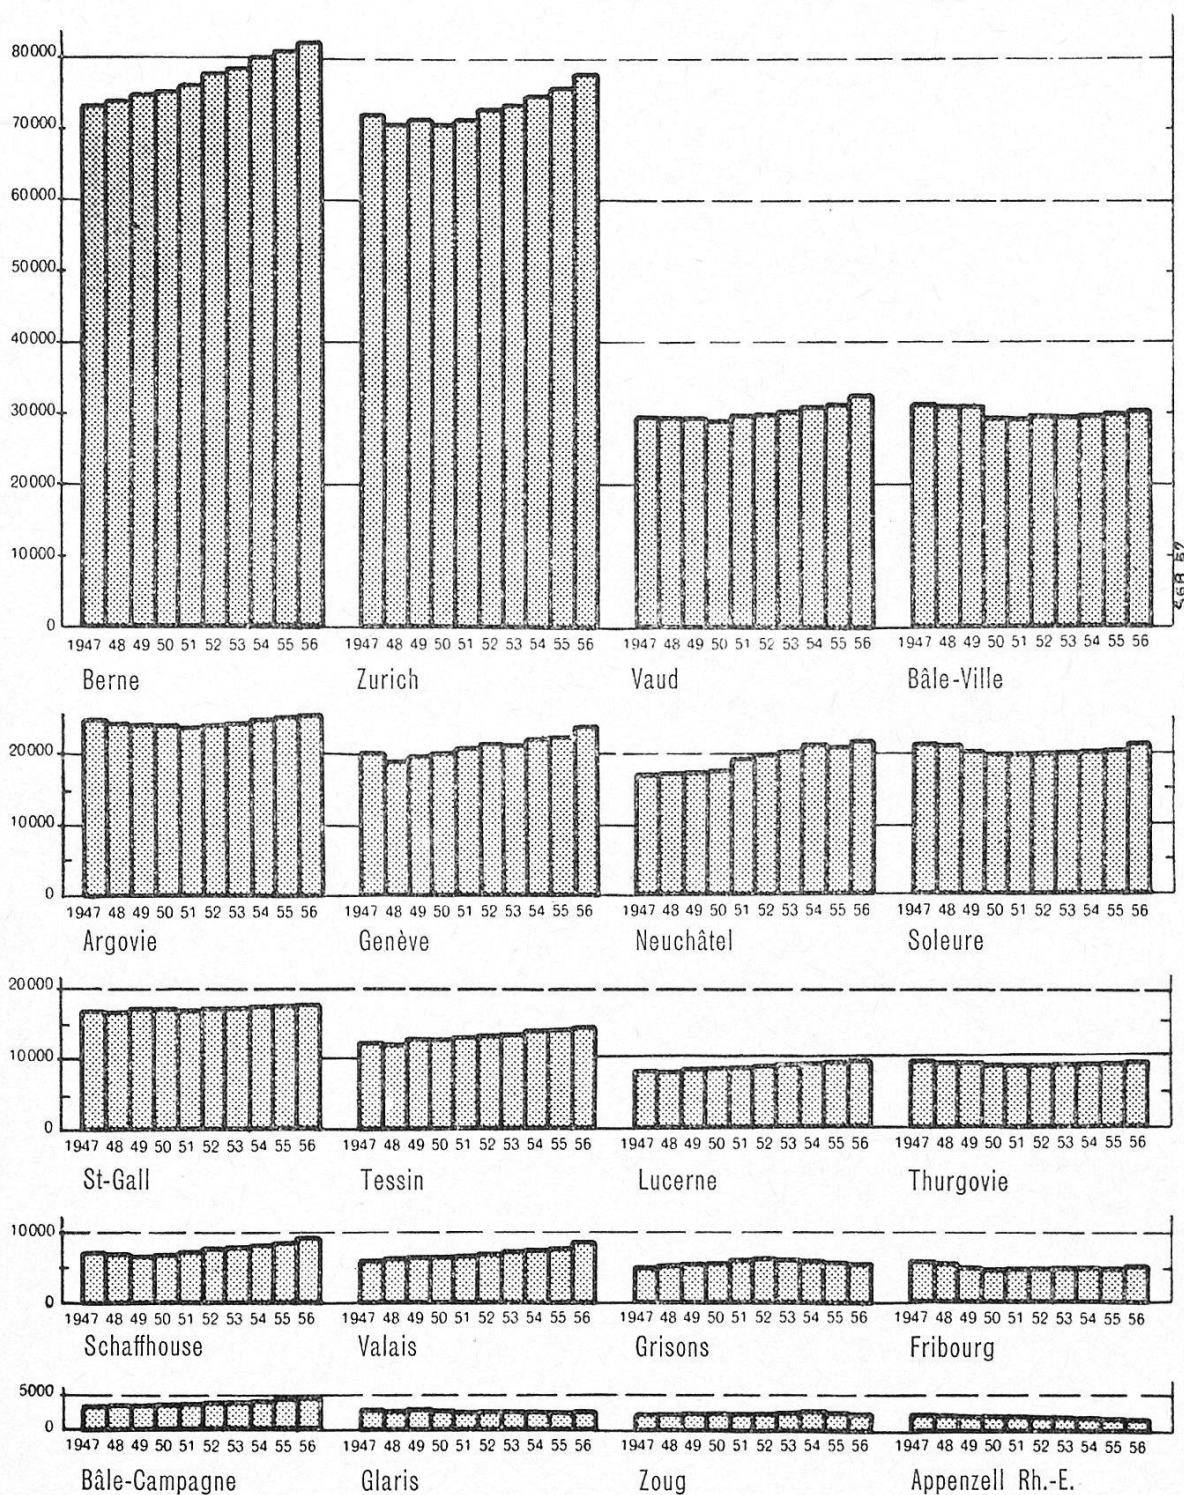 80000
70000
60000
50000
40000
30000
20000
10000
0
568 57
1947 48 49 50 51 52 53 54 55 56 1947 48 49 50 51 52 53 54 55 56 1947 48 49 50 51 52 53 54 55 56 1947 48 49 50 51 52 53 54 55 56
Berne Zurich Vaud Bâle-Ville
20000
10000
0
1947 48 49 50 51 52 53 54 55 56 1947 48 49 50 51 52 53 54 55 56 1947 48 49 50 51 52 53 54 55 56 1947 48 49 50 51 52 53 54 55 56
Argovie Genève Neuchâtel Soleure
20000
10000
0
1947 48 49 50 51 52 53 54 55 56 1947 48 49 50 51 52 53 54 55 56 1947 48 49 50 51 52 53 54 55 56 1947 48 49 50 51 52 53 54 55 56
St-Gall Tessin Lucerne Thurgovie
10000
0
1947 48 49 50 51 52 53 54 55 56 1947 48 49 50 51 52 53 54 55 56 1947 48 49 50 51 52 53 54 55 56 1947 48 49 50 51 52 53 54 55 56
Schaffhouse Valais Grisons Fribourg
5000
0
1947 48 49 50 51 52 53 54 55 56 1947 48 49 50 51 52 53 54 55 56 1947 48 49 50 51 52 53 54 55 56 1947 48 49 50 51 52 53 54 55 56
Bâle-Campagne Glaris Zoug Appenzell Rh.-E.